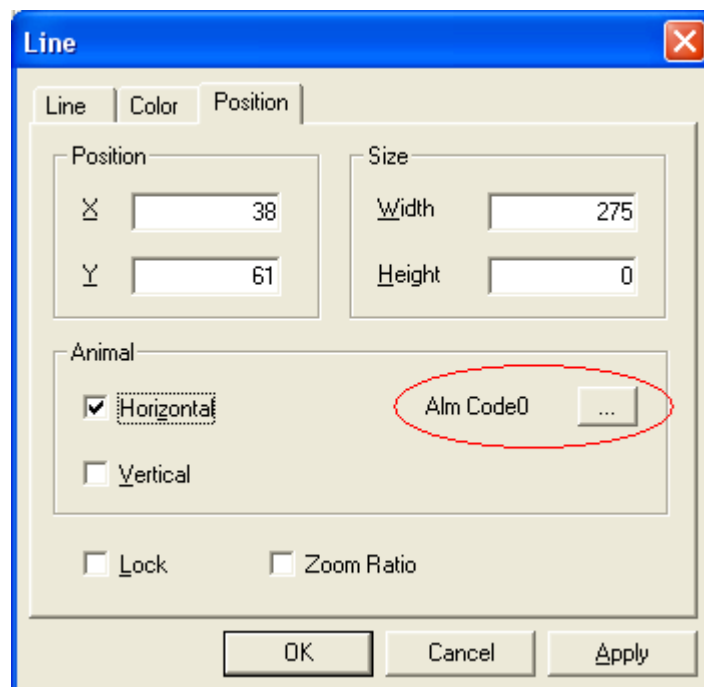 Line
Line Color Position
Position
X 38
Y 61
Size
Width 275
Height 0
Animal
Horizontal Alm Code0 ...
Vertical
Lock Zoom Ratio
OK Cancel Apply